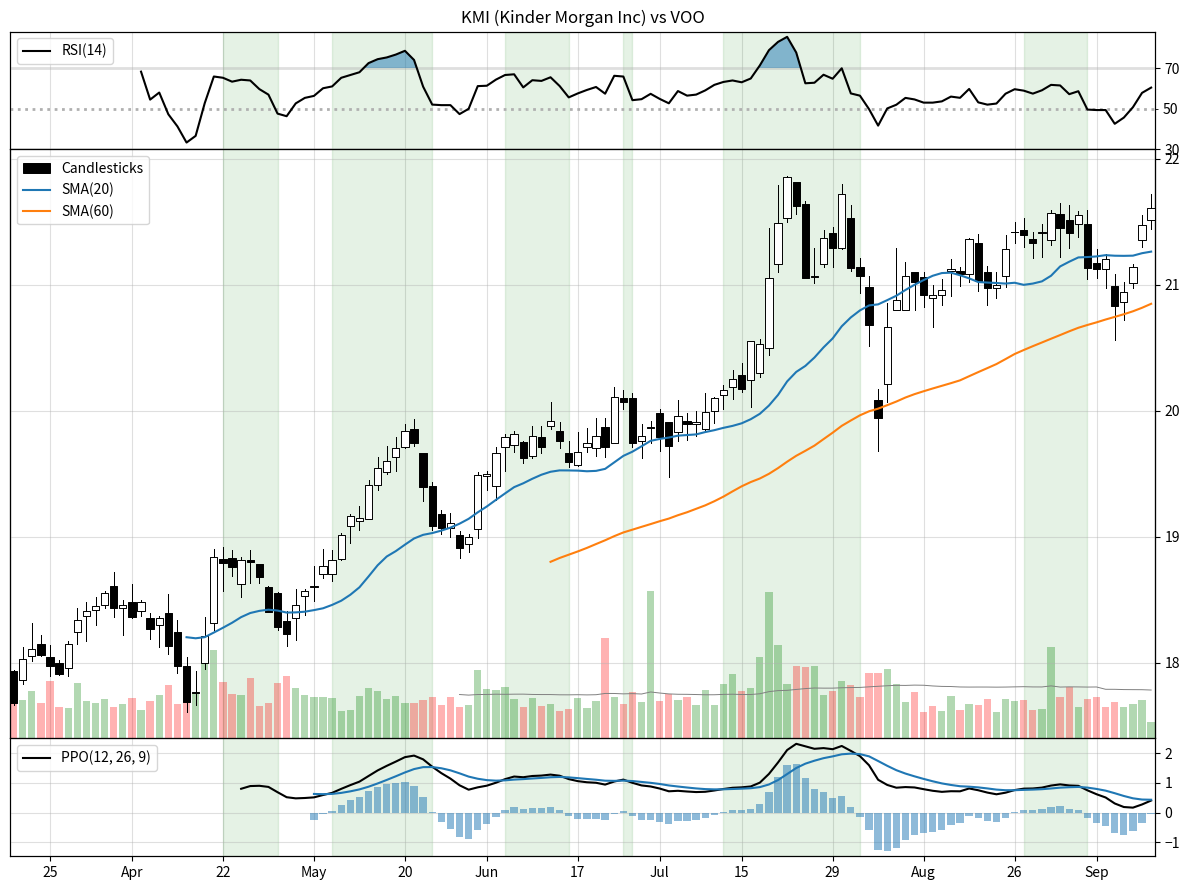 KMI (Kinder Morgan Inc) vs VOO
RSI(14)
70
50
30
Candlesticks
SMA(20)
SMA(60)
22
21
20
19
18
PPO(12, 26, 9)
2
1
0
−1
25 Apr 22 May 20 Jun 17 Jul 15 29 Aug 26 Sep